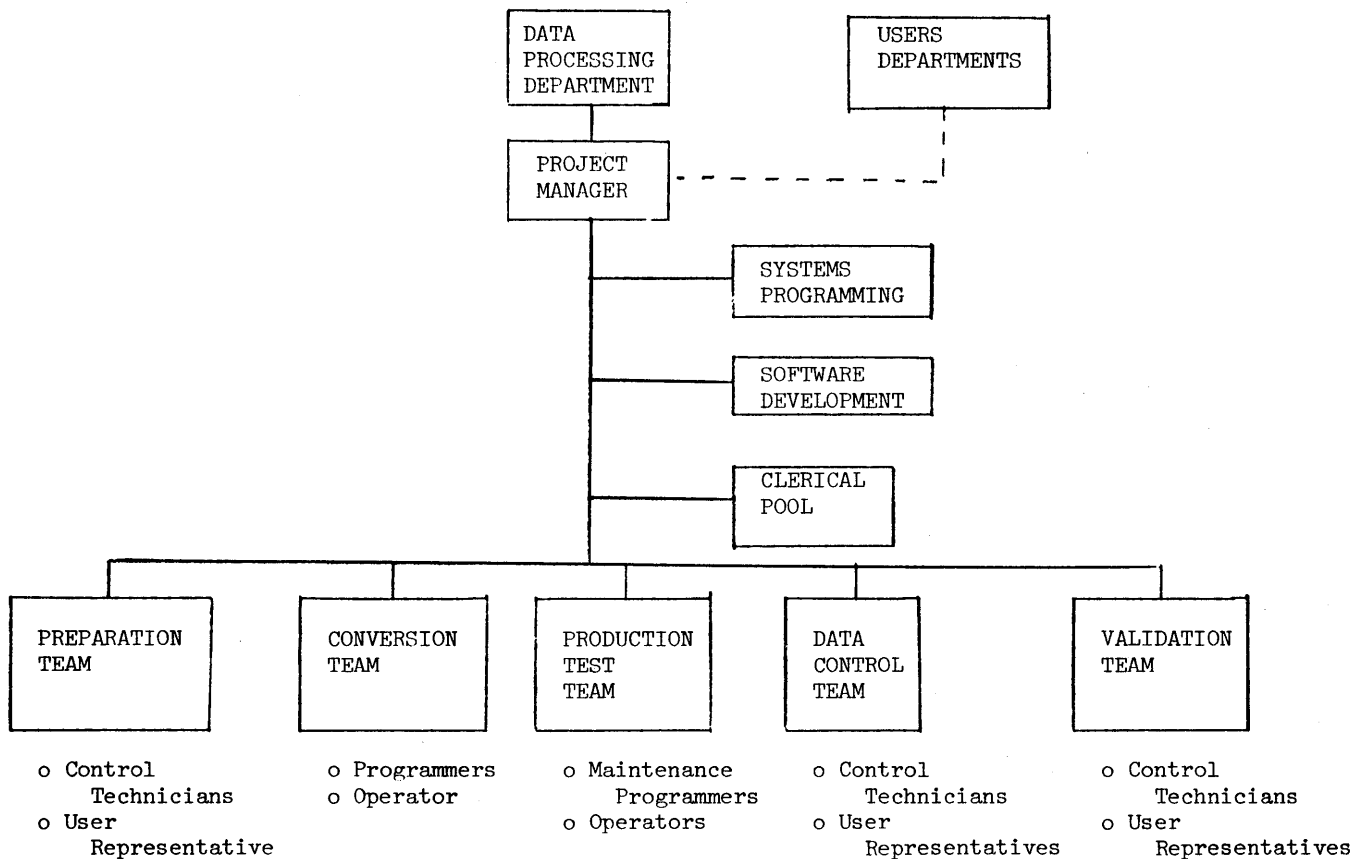 DATA
PROCESSING
DEPARTMENT
USERS
DEPARTMENTS
PROJECT
MANAGER
SYSTEMS
PROGRAMMING
SOFTWARE
DEVELOPMENT
CLERICAL
POOL
PREPARATION
TEAM
CONVERSION
TEAM
PRODUCTION
TEST
TEAM
DATA
CONTROL
TEAM
VALIDATION
TEAM
o Control
Technicians
o User
Representative
o Programmers
o Operator
o Maintenance
Programmers
o Operators
o Control
Technicians
o User
Representatives
o Control
Technicians
o User
Representatives